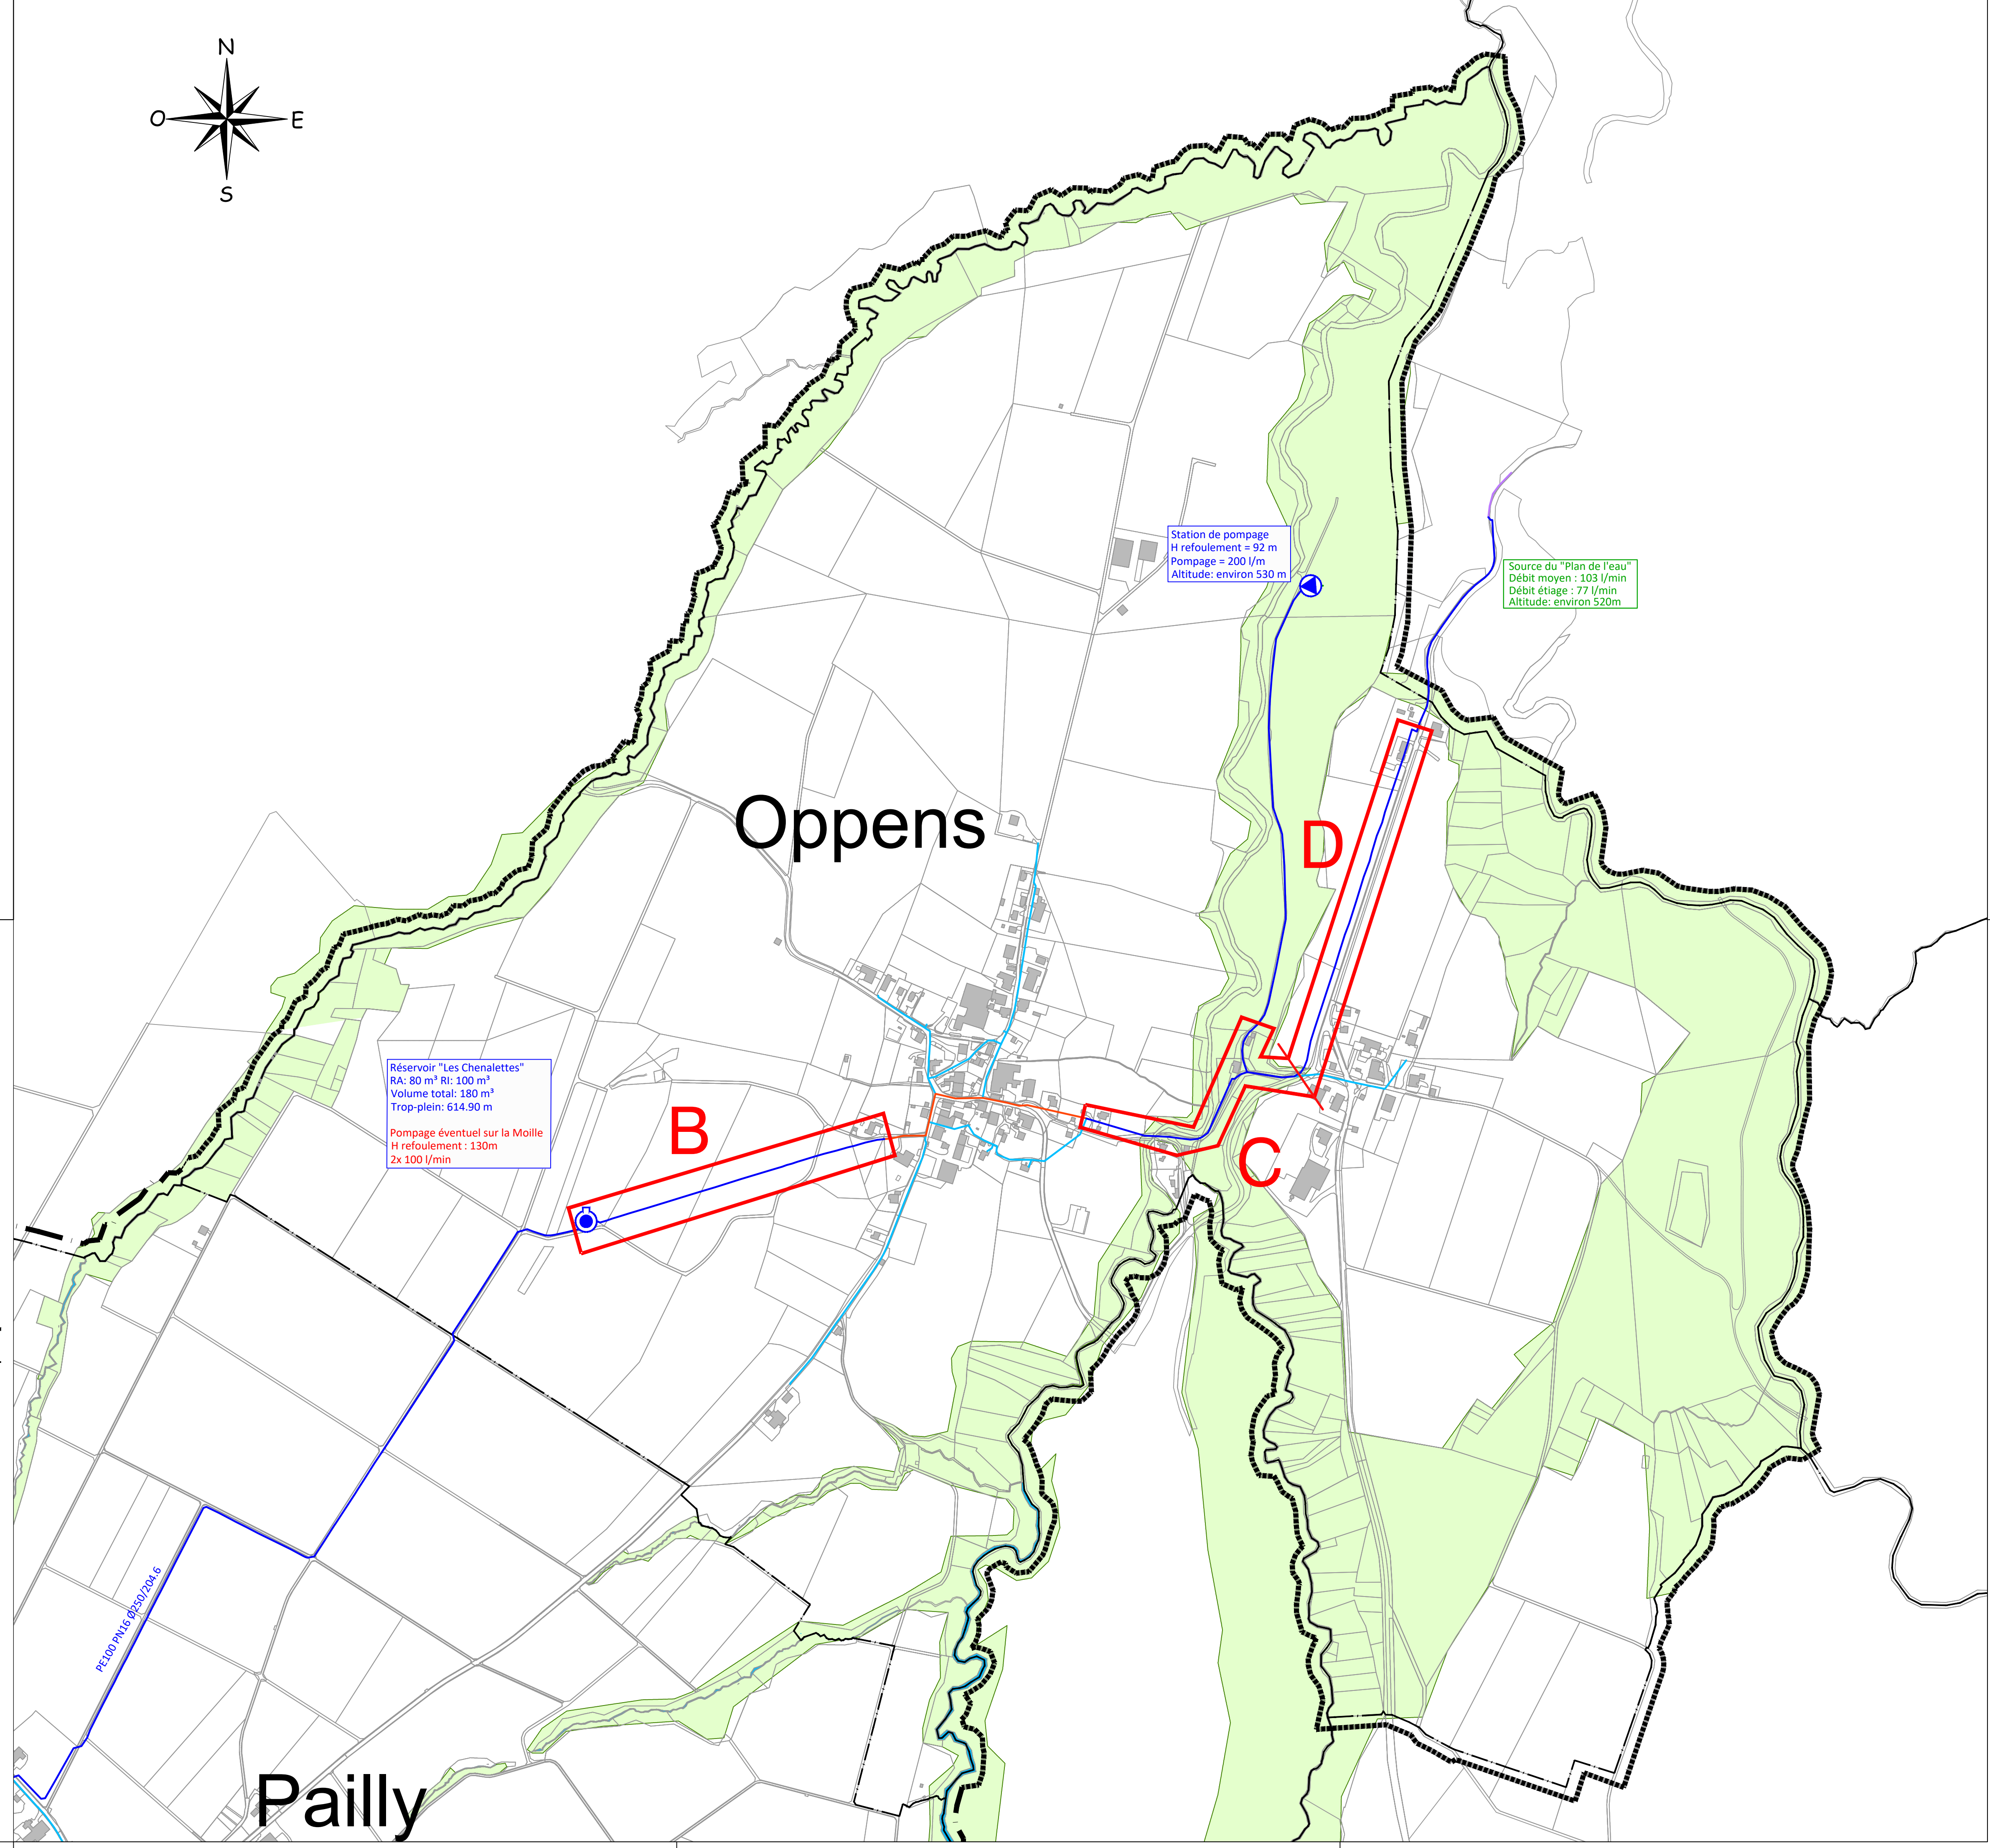 N
O
E
S
Station de pompage
H refoulement = 92 m
Pompage = 200 l/m
Altitude: environ 530 m
Source du "Plan de l'eau"
Débit moyen : 103 l/min
Débit étiage : 77 l/min
Altitude: environ 520m
Oppens
D
Réservoir "Les Chenalettes"
RA: 80 m³ RI: 100 m³
Volume total: 180 m³
Trop-plein: 614.90 m
Pompage éventuel sur la Moille
H refoulement : 130m
2x 100 l/min
B
C
PE100 PN16 Ø250/204.6
Pailly